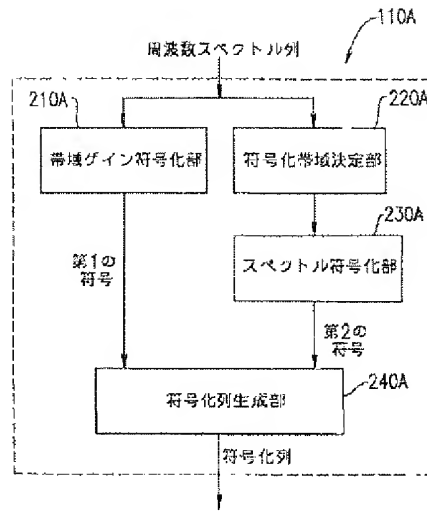 110A
周波数スペクトル列
210A
220A
帯域ゲイン符号化部
符号化帯域決定部
230A
スペクトル符号化部
第1の
符号
第2の
符号
240A
符号化列生成部
符号化列